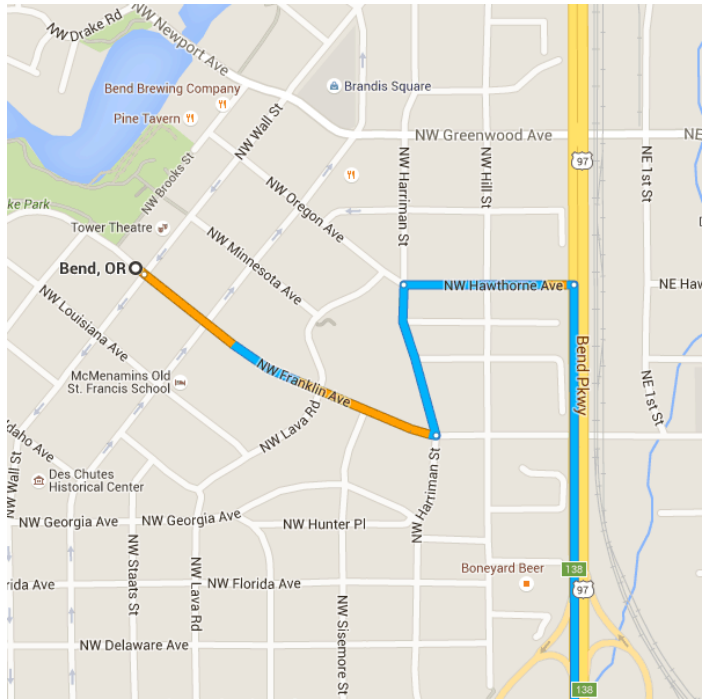 NW Drake Rd
NW Newport Ave
Bend Brewing Company
Brandis Square
Pine Tavern
NW Wall St
NW Greenwood Ave
NE
97
NW Brooks St
NW Harriman St
NW Hill St
NE 1st St
ke Park
NW Oregon Ave
Tower Theatre
D
Bend, OR
NW Minnesota Ave
NW Hawthorne Ave
NE Haw
NW Louisiana Ave
Bend Pkwy
McMenamins Old
St. Francis School
NW Franklin Ave
NE 1st St
NW Lava Rd
daho Ave
NW Wall St
Des Chutes
Historical Center
NW Harriman St
NW Georgia Ave
NW Georgia Ave
NW Hunter Pl
Boneyard Beer
138
rida Ave
NW Staats St
NW Lava Rd
NW Florida Ave
97
NW Sisemore St
NW Delaware Ave
138